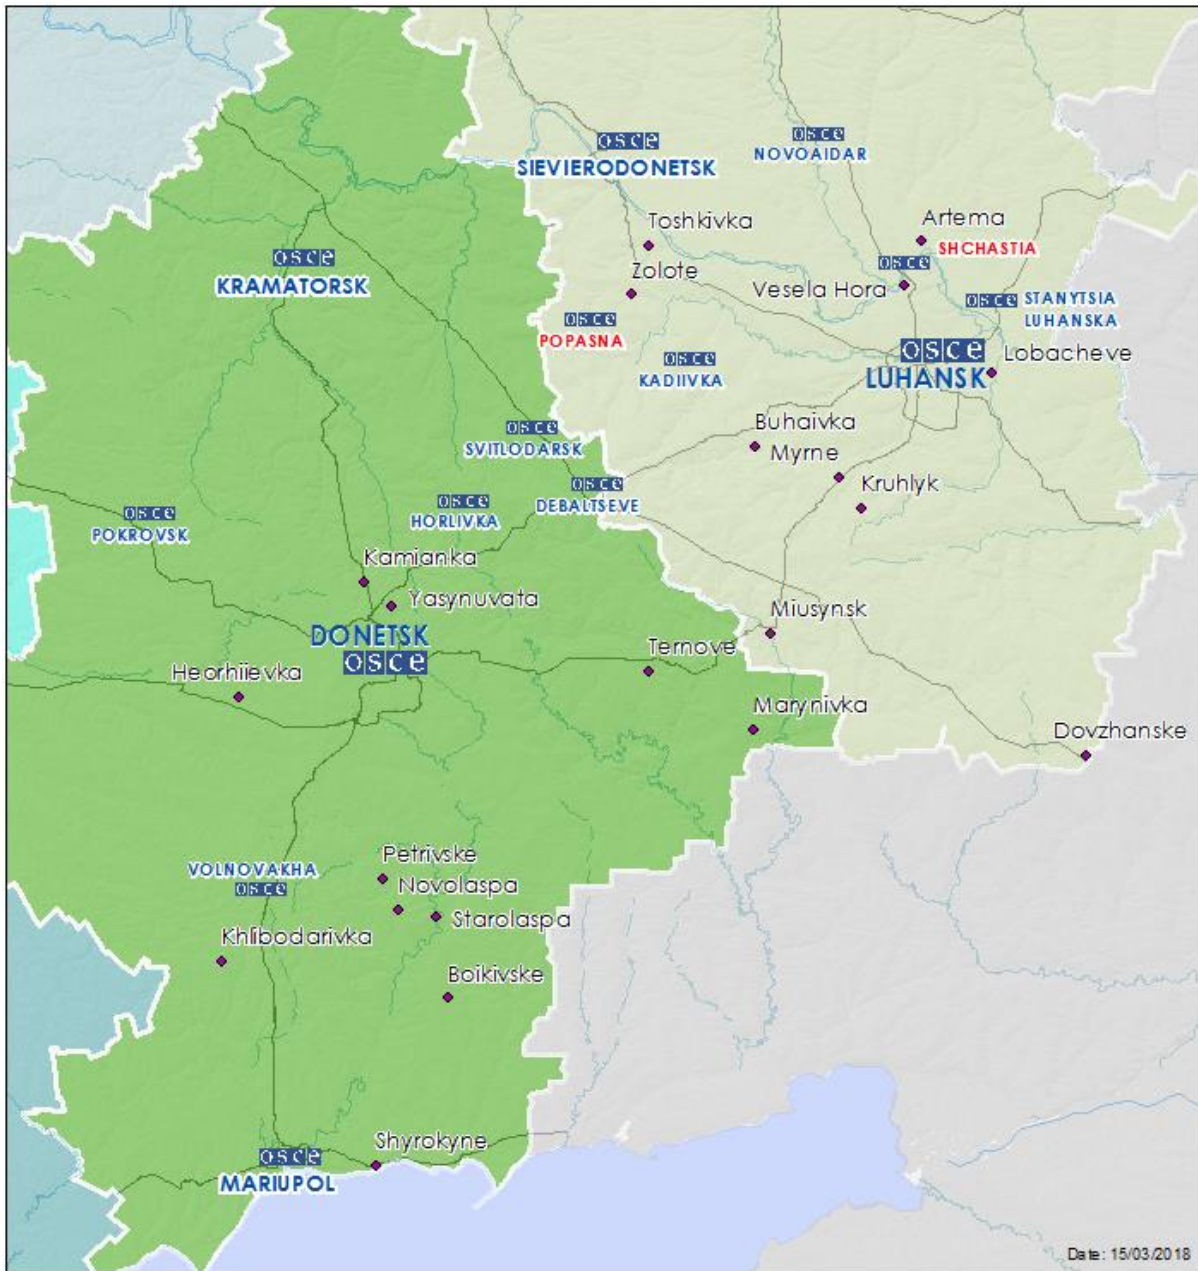 osce
SIEVIERODONETSK
osce
NOVOAIDAR
Toshkivka
Artema
SHCHASTIA
osce
KRAMATORSK
Zolote
osce
Vesela Hora
osce
STANYTSIA
LUHANSKA
osce
POPASNA
osce
KADIIVKA
osce
LUHANSK
Lobacheve
osce
SVITLODARSK
Buhaivka
Myrne
Kruhlyk
osce
DEBALTSEVE
osce
HORLIVKA
osce
POKROVSK
Kamianka
Yasynuvata
DONETSK
osce
Miusynsk
Ternove
Heorhiievka
Marynivka
Dovzhanske
VOLNOVAKHA
osce
Petrivske
Novolaspa
Starolaspa
Khlibodarivka
Boikivske
Shyrokyne
osce
MARIUPOL
Date: 15/03/2018